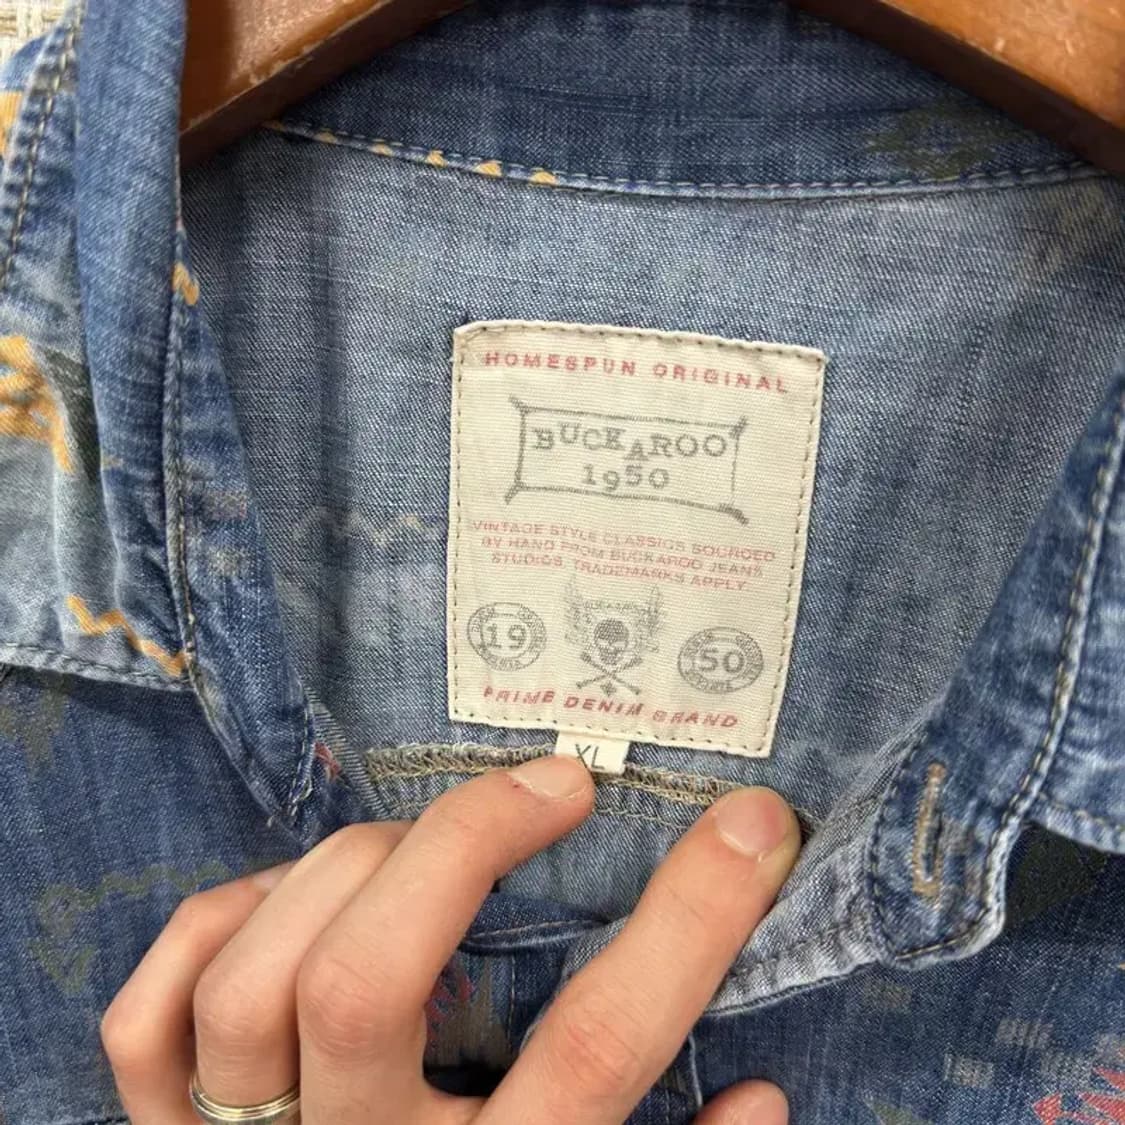 HOMESPUN ORIGINAL
BUCKAROO
1950
VINTAGE STYLE CLASSICS SOURCED
BY HAND FROM BUCKAROO JEANS
STUDIOS. TRADEMARKS APPLY.
BUCKAROO
19
50
PRIME DENIM BRAND
XL